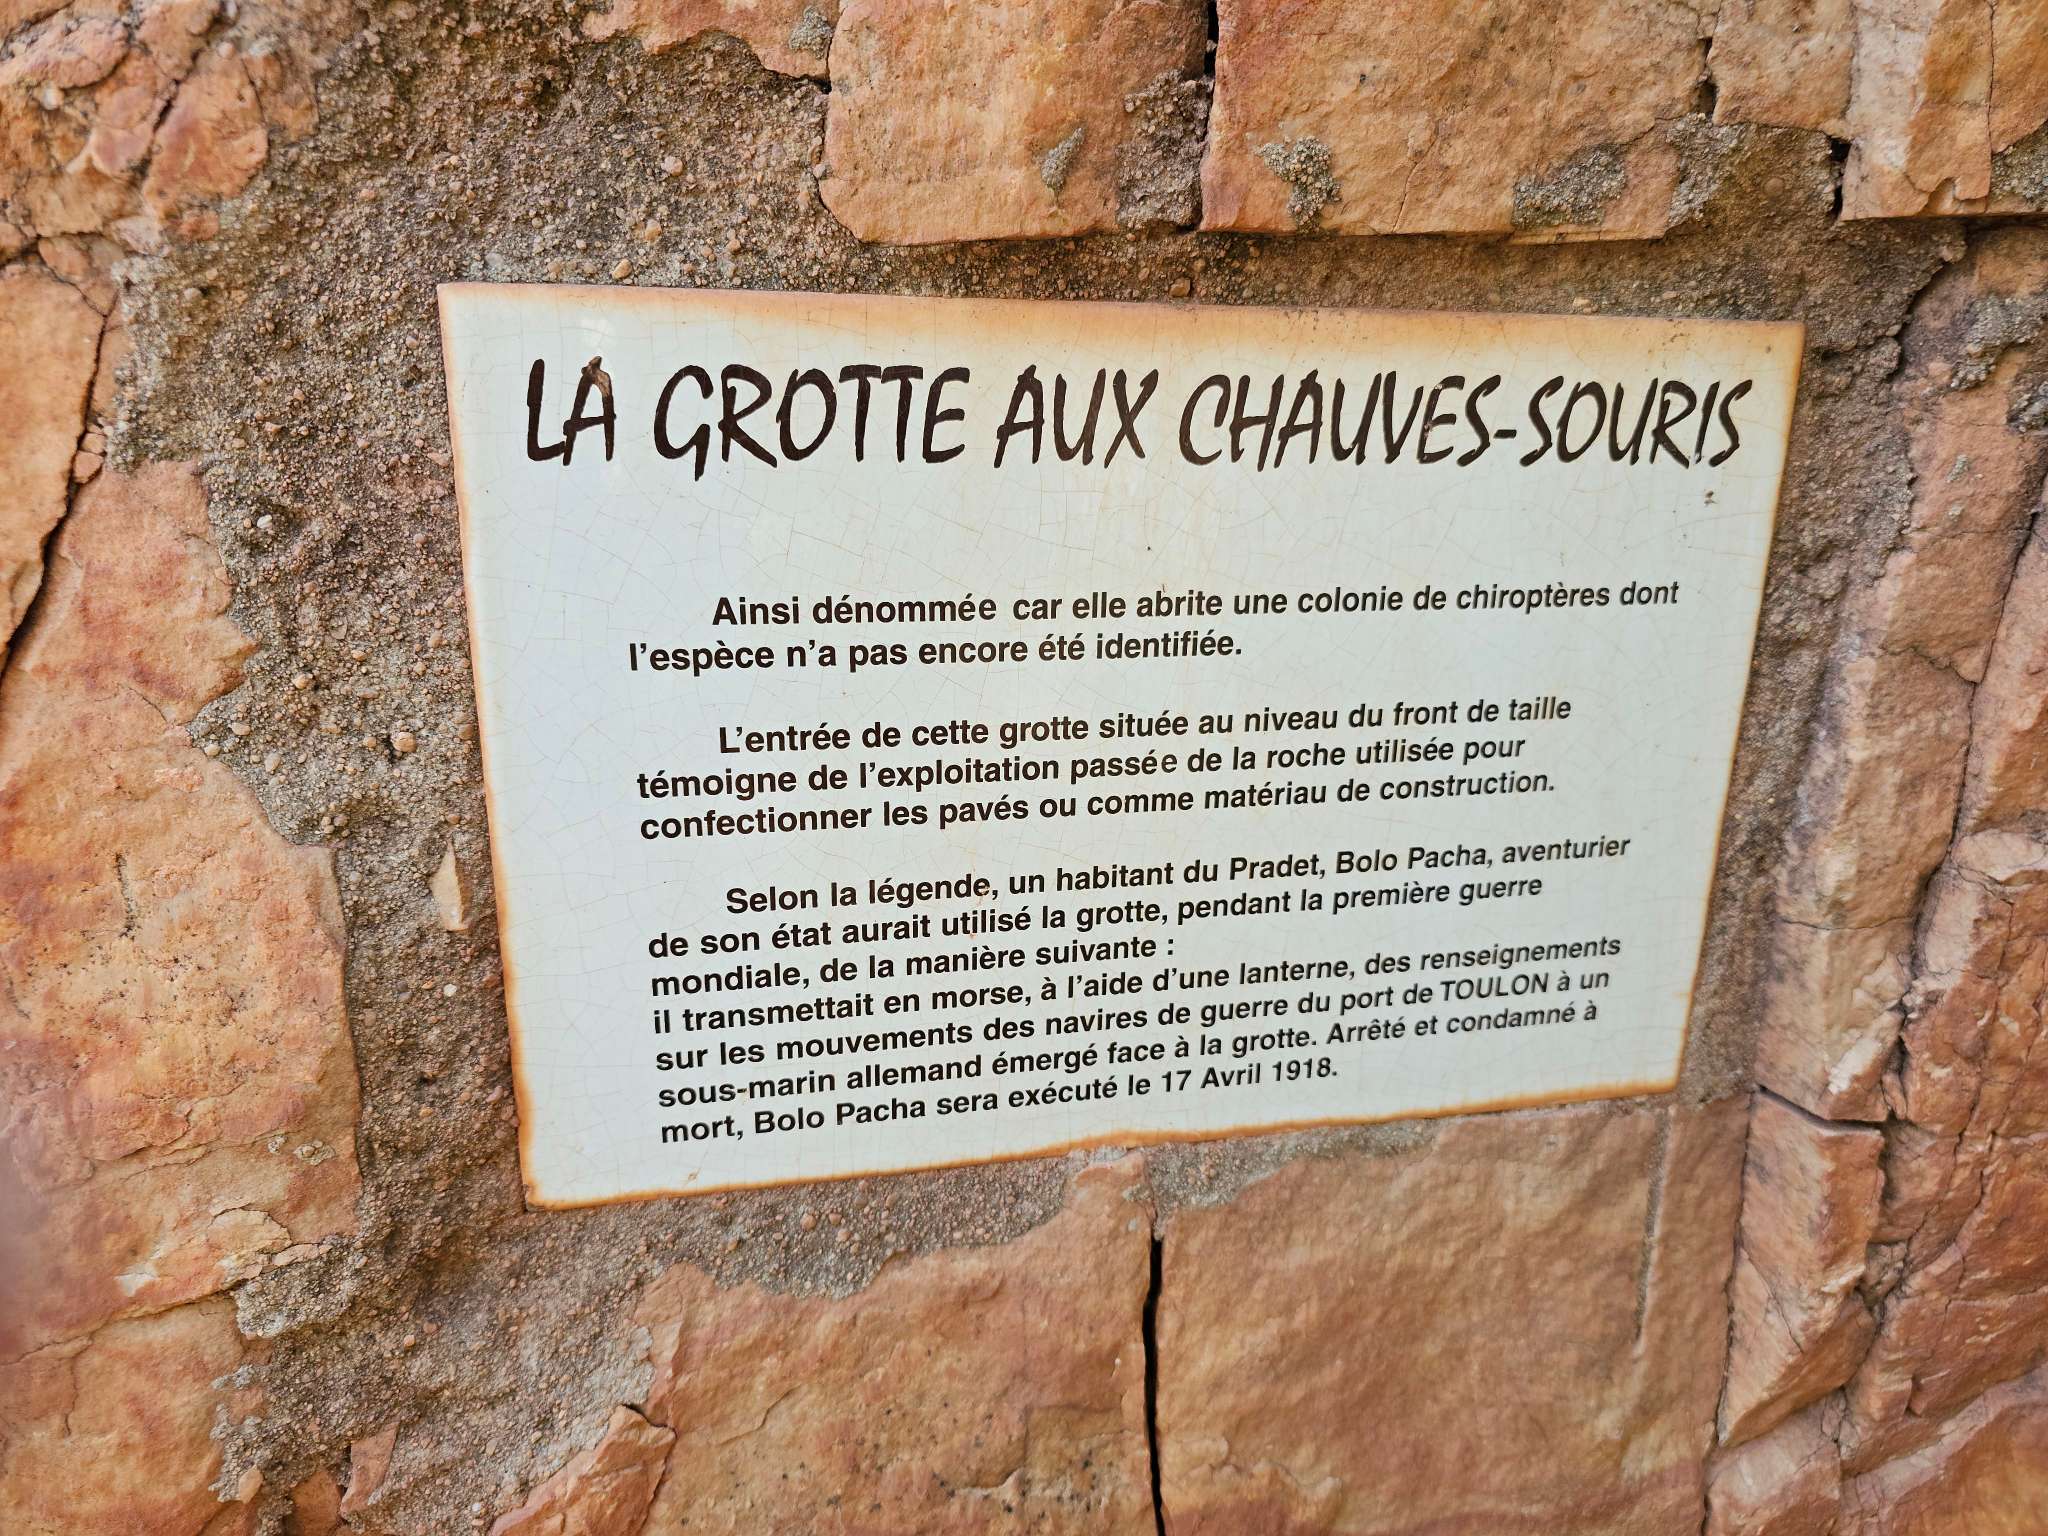 LA GROTTE AUX CHAUVES-SOURIS
Ainsi dénommée car elle abrite une colonie de chiroptères dont
l'espèce n'a pas encore été identifiée.
L'entrée de cette grotte située au niveau du front de taille
témoigne de l'exploitation passée de la roche utilisée pour
confectionner les pavés ou comme matériau de construction.
Selon la légende, un habitant du Pradet, Bolo Pacha, aventurier
de son état aurait utilisé la grotte, pendant la première guerre
mondiale, de la manière suivante :
il transmettait en morse, à l'aide d'une lanterne, des renseignements
sur les mouvements des navires de guerre du port de TOULON à un
sous-marin allemand émergé face à la grotte. Arrêté et condamné à
mort, Bolo Pacha sera exécuté le 17 Avril 1918.